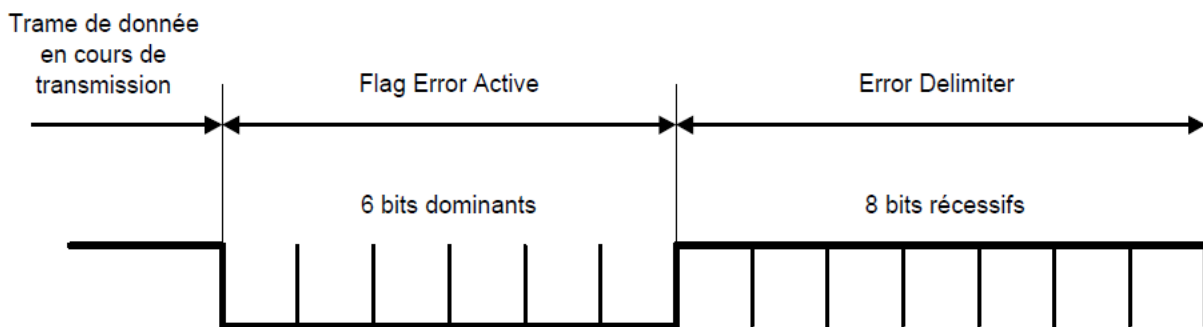 Trame de donnée
en cours de
transmission
Flag Error Active
Error Delimiter
6 bits dominants
8 bits récessifs